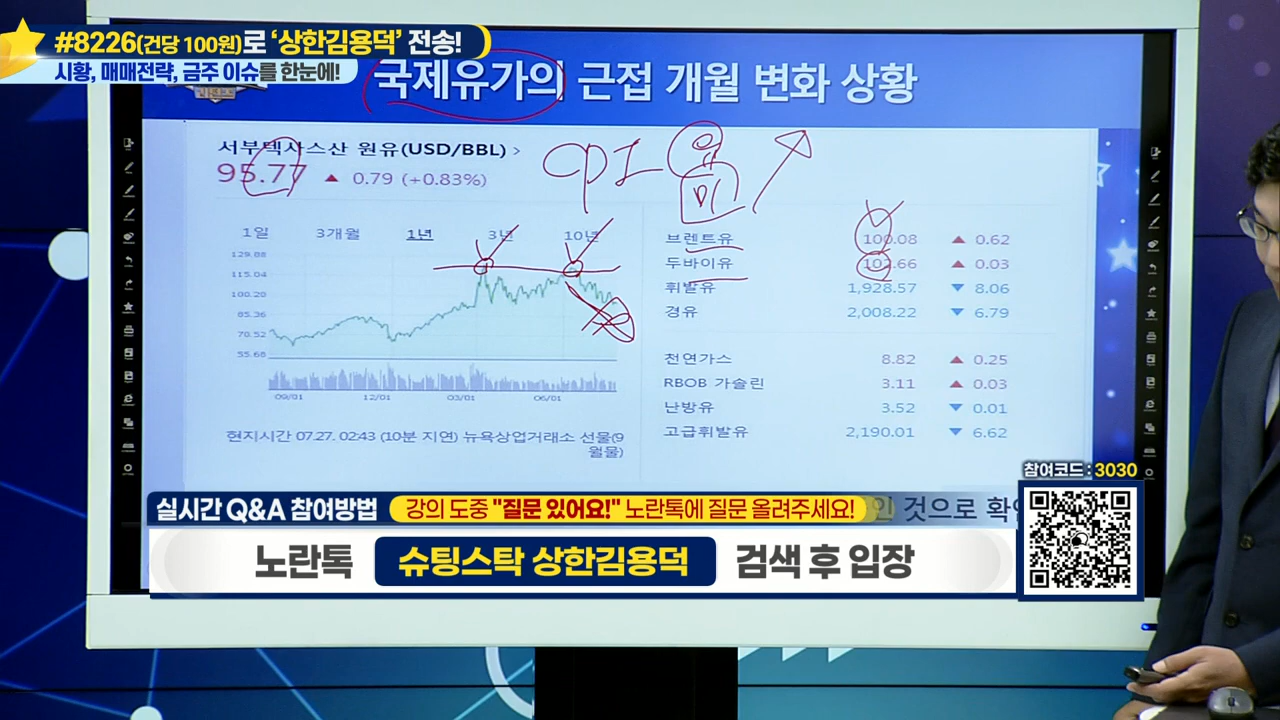 #8226(건당 100원)로 '상한김용덕' 전송!
시황, 매매전략, 금주 이슈를 한눈에!
국제유가의 근접 개월 변화 상황
서부텍사스산 원유(USD/BBL) >
95.77 ▲ 0.79 (+0.83%)
CPI 유
미
1일 3개월 1년 3년 10년
129.88
115.04
100.20
85.36
70.52
55.68
09/01 12/01 03/01 06/01
현지시간 07.27. 02:43 (10분 지연) 뉴욕상업거래소 선물(9
월물)
브렌트유 100.08 ▲ 0.62
두바이유 102.66 ▲ 0.03
휘발유 1,928.57 ▼ 8.06
경유 2,008.22 ▼ 6.79
천연가스 8.82 ▲ 0.25
RBOB 가솔린 3.11 ▲ 0.03
난방유 3.52 ▼ 0.01
고급휘발유 2,190.01 ▼ 6.62
참여코드 : 3030
실시간 Q&A 참여방법 강의 도중 "질문 있어요!" 노란톡에 질문 올려주세요!
인 것으로 확인
노란톡 슈팅스탁 상한김용덕 검색 후 입장